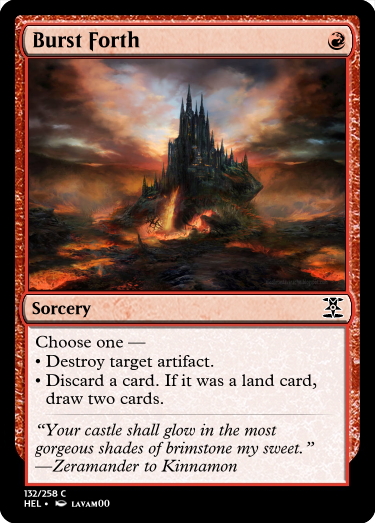 Burst Forth
Sorcery
Choose one —
• Destroy target artifact.
• Discard a card. If it was a land card,
draw two cards.
“Your castle shall glow in the most
gorgeous shades of brimstone my sweet.”
—Zeramander to Kinnamon
132/258 C
HEL • LAVAM00